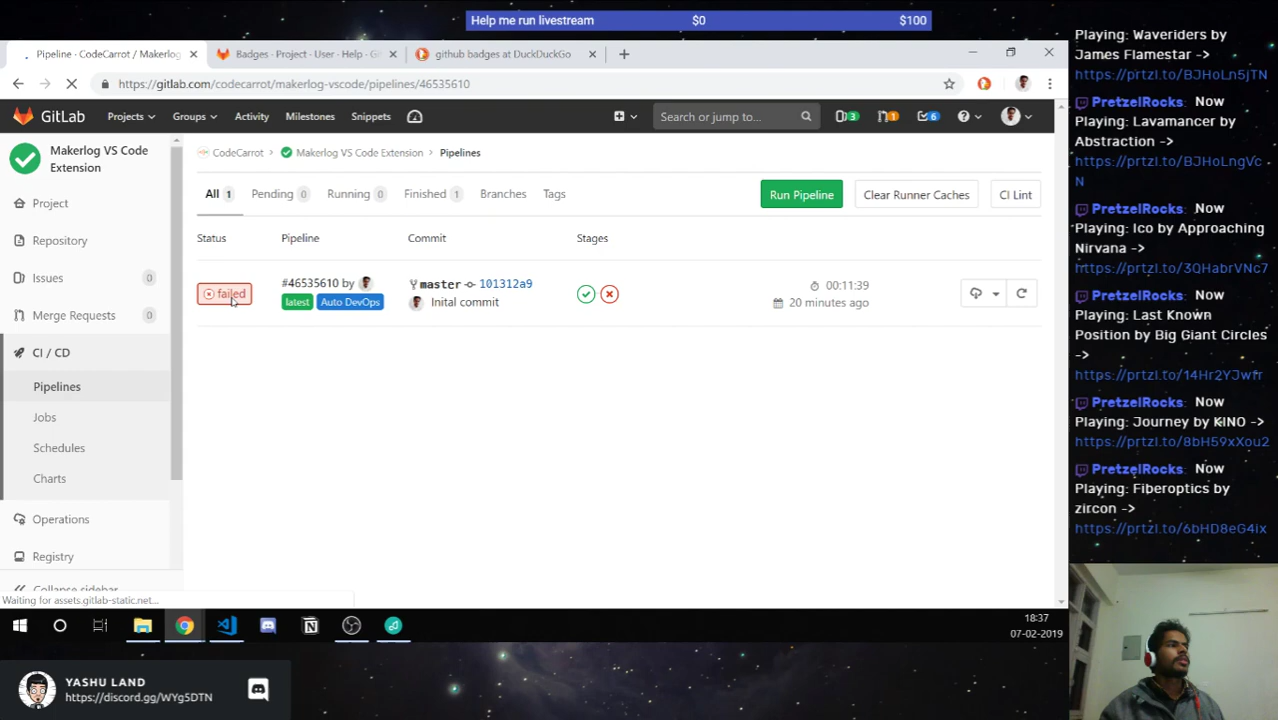 Help me run livestream $0 $100
Pipeline · CodeCarrot / Makerlog
Badges - Project - User - Help - Gi
github badges at DuckDuckGo
https://gitlab.com/codecarrot/makerlog-vscode/pipelines/46535610
GitLab Projects Groups Activity Milestones Snippets
Search or jump to...
3
1
6
Makerlog VS Code
Extension
Project
Repository
Issues 0
Merge Requests 0
CI / CD
Pipelines
Jobs
Schedules
Charts
Operations
Registry
Collapse sidebar
CodeCarrot > Makerlog VS Code Extension > Pipelines
All 1 Pending 0 Running 0 Finished 1 Branches Tags
Run Pipeline
Clear Runner Caches
CI Lint
Status Pipeline Commit Stages
failed
#46535610 by
latest Auto DevOps
master 101312a9
Inital commit
00:11:39
20 minutes ago
Waiting for assets.gitlab-static.net...
18:37
07-02-2019
Playing: Waveriders by
James Flamestar ->
https://prtzl.to/BJHoLn5jTN
PretzelRocks: Now
Playing: Lavamancer by
Abstraction ->
https://prtzl.to/BJHoLngVc
N
PretzelRocks: Now
Playing: Ico by Approaching
Nirvana ->
https://prtzl.to/3QHabrVNc7
PretzelRocks: Now
Playing: Last Known
Position by Big Giant Circles
->
https://prtzl.to/14Hr2YJwfr
PretzelRocks: Now
Playing: Journey by KINO ->
https://prtzl.to/8bH59xXou2
PretzelRocks: Now
Playing: Fiberoptics by
zircon ->
https://prtzl.to/6bHD8eG4ix
YASHU LAND
https://discord.gg/WYg5DTN